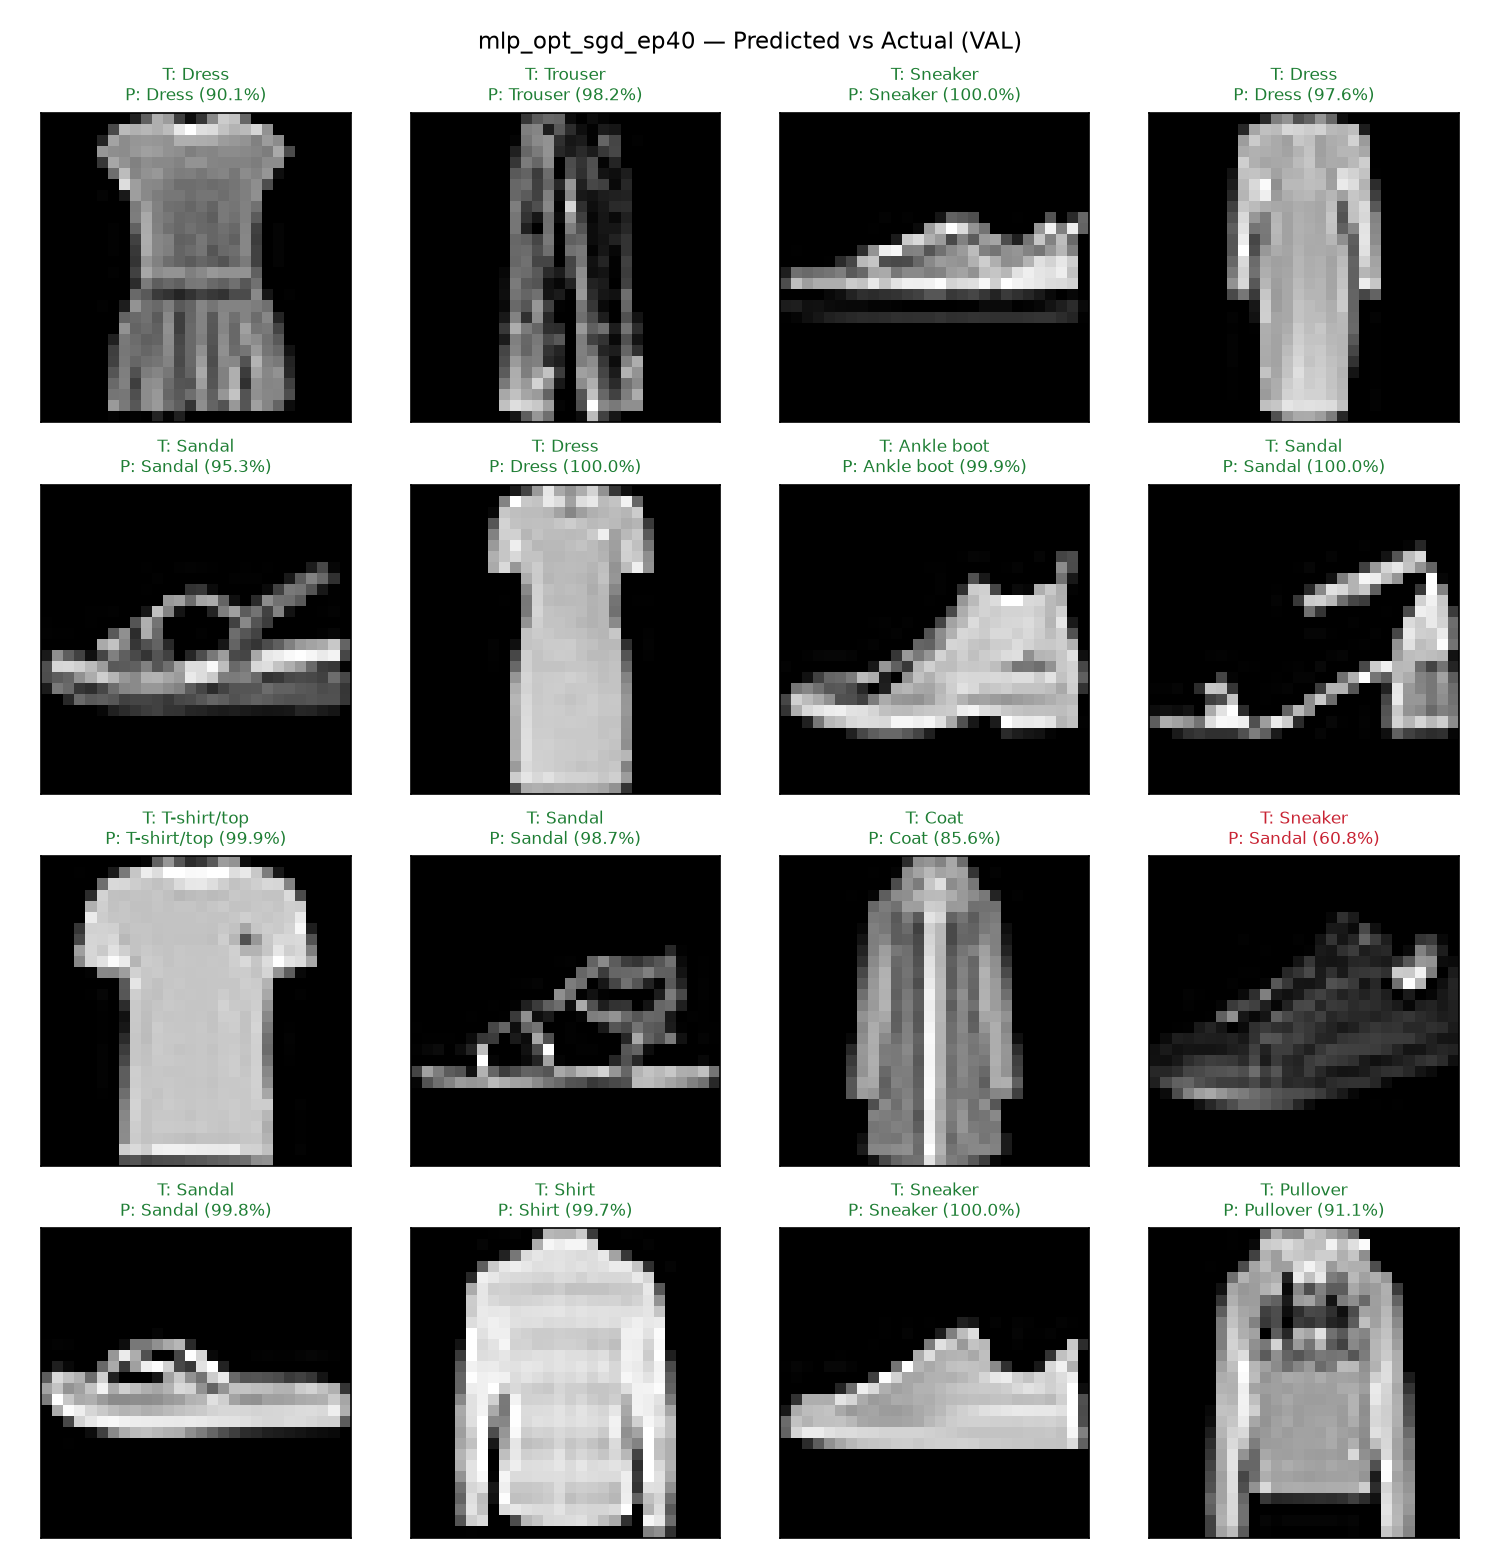 mlp_opt_sgd_ep40 — Predicted vs Actual (VAL)
T: Dress
P: Dress (90.1%)
T: Trouser
P: Trouser (98.2%)
T: Sneaker
P: Sneaker (100.0%)
T: Dress
P: Dress (97.6%)
T: Sandal
P: Sandal (95.3%)
T: Dress
P: Dress (100.0%)
T: Ankle boot
P: Ankle boot (99.9%)
T: Sandal
P: Sandal (100.0%)
T: T-shirt/top
P: T-shirt/top (99.9%)
T: Sandal
P: Sandal (98.7%)
T: Coat
P: Coat (85.6%)
T: Sneaker
P: Sandal (60.8%)
T: Sandal
P: Sandal (99.8%)
T: Shirt
P: Shirt (99.7%)
T: Sneaker
P: Sneaker (100.0%)
T: Pullover
P: Pullover (91.1%)